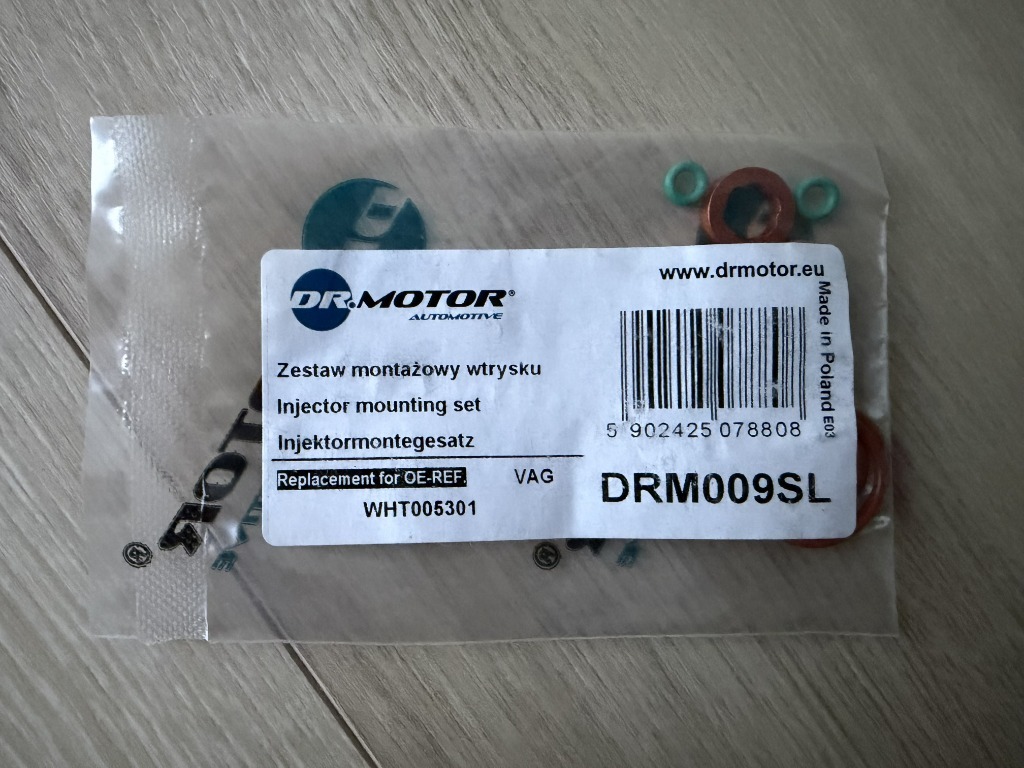 DR.MOTOR®
AUTOMOTIVE
www.drmotor.eu
Zestaw montażowy wtrysku
Injector mounting set
Injektormontegesatz
Replacement for OE-REF.
VAG
WHT005301
5 902425 078808
DRM009SL
Made in Poland E03